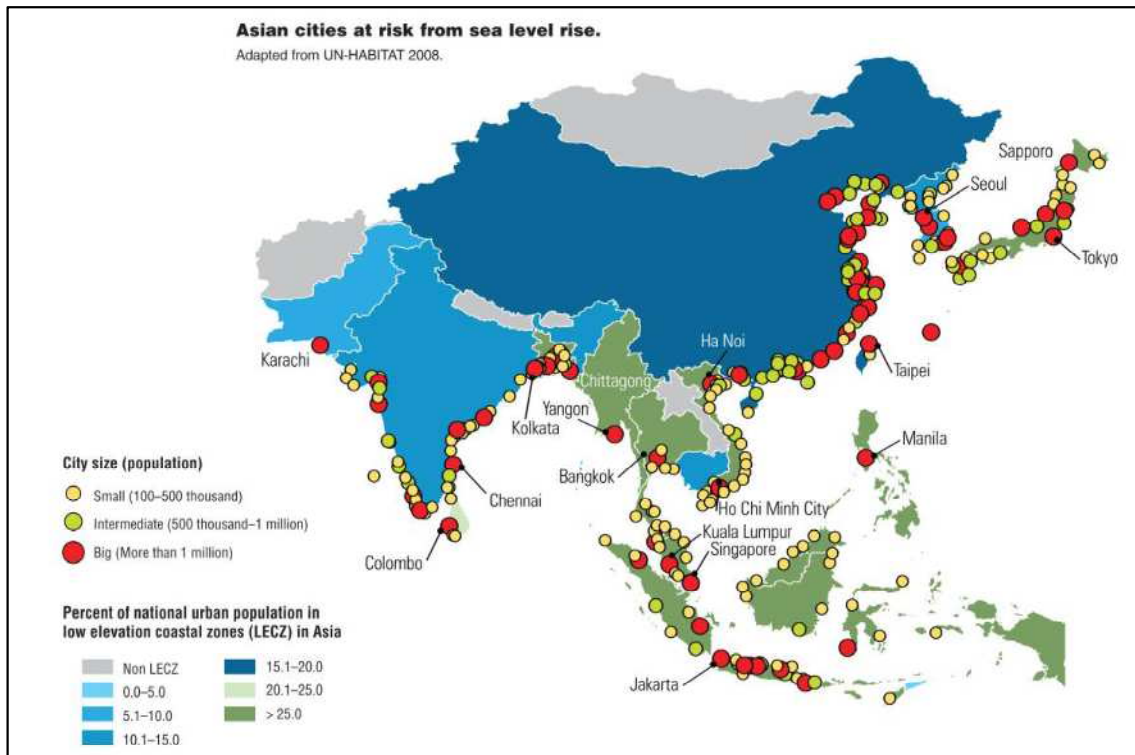 Asian cities at risk from sea level rise.
Adapted from UN-HABITAT 2008.
Sapporo
Seoul
Tokyo
Karachi
Ha Noi
Taipei
Chittagong
Yangon
Kolkata
Manila
Bangkok
Chennai
Ho Chi Minh City
Kuala Lumpur
Singapore
Colombo
Jakarta
City size (population)
Small (100–500 thousand)
Intermediate (500 thousand–1 million)
Big (More than 1 million)
Percent of national urban population in
low elevation coastal zones (LECZ) in Asia
Non LECZ
0.0–5.0
5.1–10.0
10.1–15.0
15.1–20.0
20.1–25.0
> 25.0